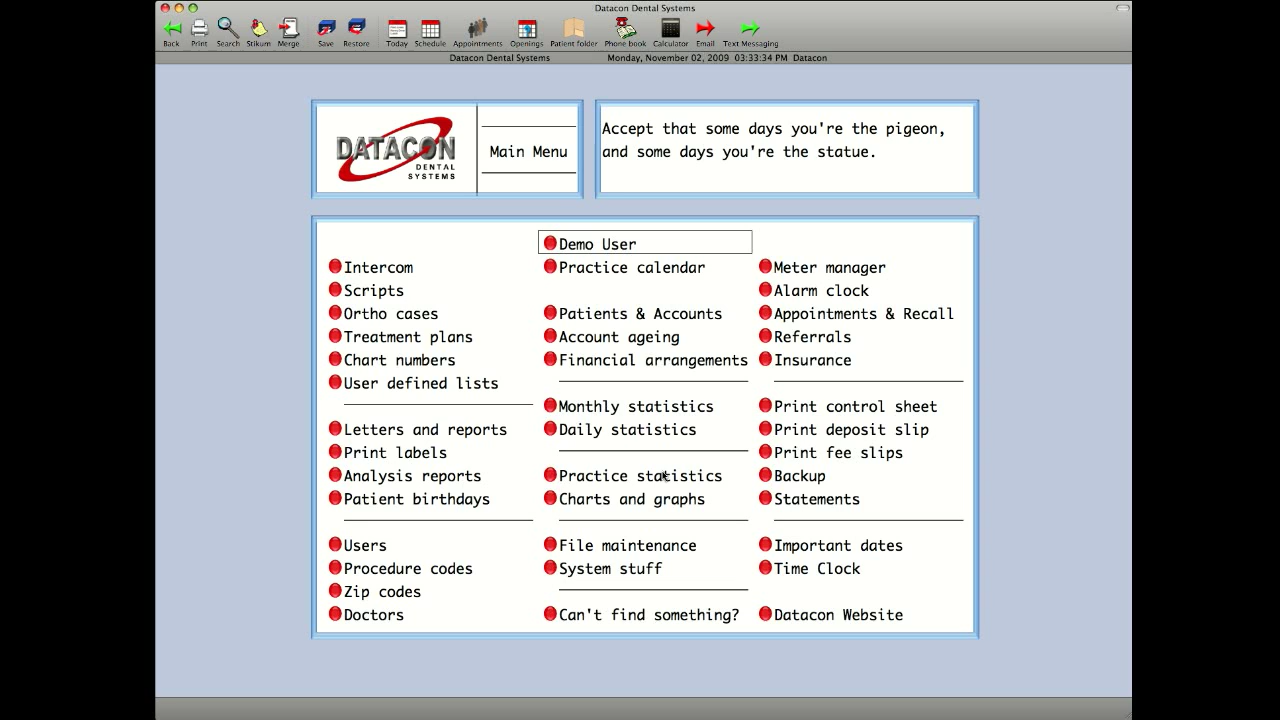 Datacon Dental Systems
Back Print Search Stikum Merge Save Restore Today Schedule Appointments Openings Patient folder Phone book Calculator Email Text Messaging
Datacon Dental Systems Monday, November 02, 2009 03:33:34 PM Datacon
DATACON
DENTAL
SYSTEMS
Main Menu
Accept that some days you're the pigeon,
and some days you're the statue.
Demo User
Intercom Practice calendar Meter manager
Scripts Alarm clock
Ortho cases Patients & Accounts Appointments & Recall
Treatment plans Account ageing Referrals
Chart numbers Financial arrangements Insurance
User defined lists
Monthly statistics Print control sheet
Letters and reports Daily statistics Print deposit slip
Print labels Print fee slips
Analysis reports Practice statistics Backup
Patient birthdays Charts and graphs Statements
Users File maintenance Important dates
Procedure codes System stuff Time Clock
Zip codes
Doctors Can't find something? Datacon Website